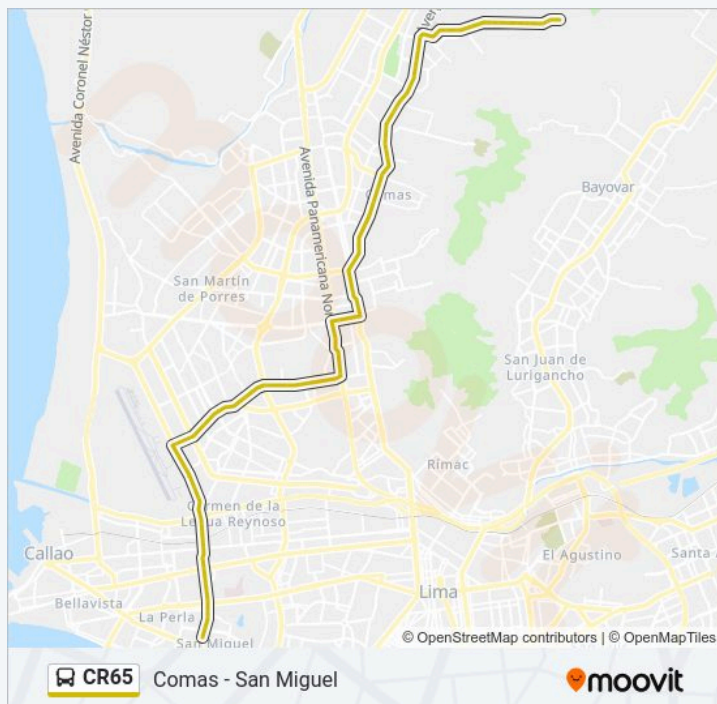 Avenida Coronel Néstor
Avenida Panamericana No
Comas
Bayovar
San Martín
de Porres
San Juan de
Lurigancho
Rímac
Carmen de la
Legua Reynoso
Callao
El Agustino
Santa
Bellavista
Lima
La Perla
San Miguel
© OpenStreetMap contributors | © OpenMapTiles
CR65 Comas - San Miguel
moovit